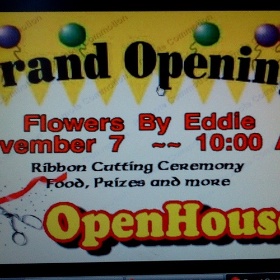 rand Opening
Flowers By Eddie
vember 7 ~~ 10:00 A
Ribbon Cutting Ceremony
Food, Prizes and more
OpenHouse